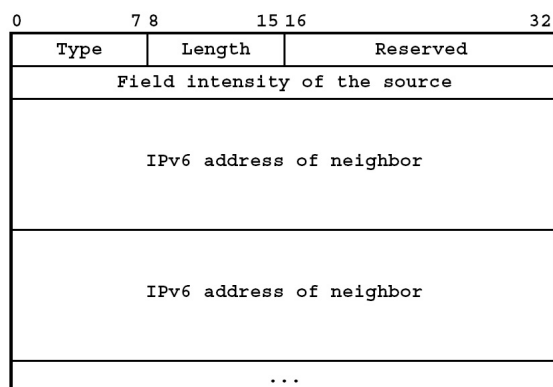 0 7 8 15 16 32
Type Length Reserved
Field intensity of the source
IPv6 address of neighbor
IPv6 address of neighbor
...